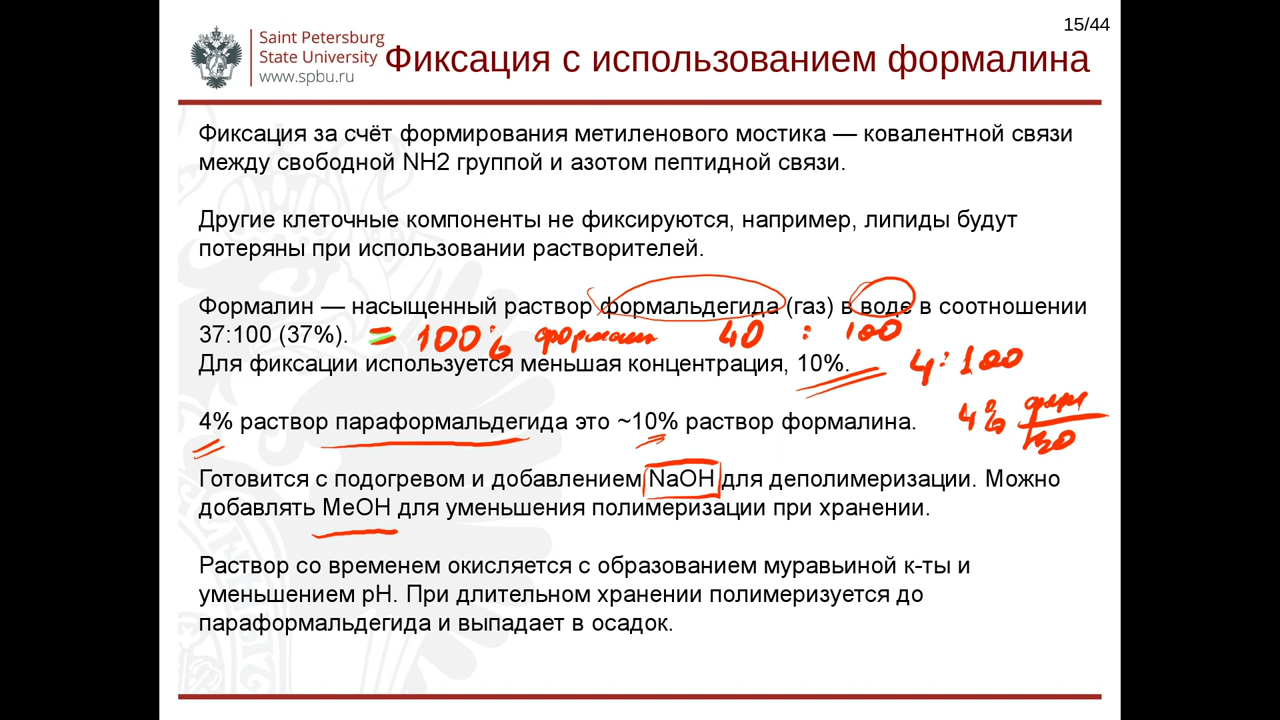 15/44
Saint Petersburg
State University
www.spbu.ru
Фиксация с использованием формалина
Фиксация за счёт формирования метиленового мостика — ковалентной связи
между свободной NH2 группой и азотом пептидной связи.
Другие клеточные компоненты не фиксируются, например, липиды будут
потеряны при использовании растворителей.
Формалин — насыщенный раствор формальдегида (газ) в воде в соотношении
37:100 (37%). = 100% формалин 40 : 100
Для фиксации используется меньшая концентрация, 10%. 4:100
4% раствор параформальдегида это ~10% раствор формалина. 4%
Готовится с подогревом и добавлением NaOH для деполимеризации. Можно
добавлять MeOH для уменьшения полимеризации при хранении.
Раствор со временем окисляется с образованием муравьиной к-ты и
уменьшением pH. При длительном хранении полимеризуется до
параформальдегида и выпадает в осадок.